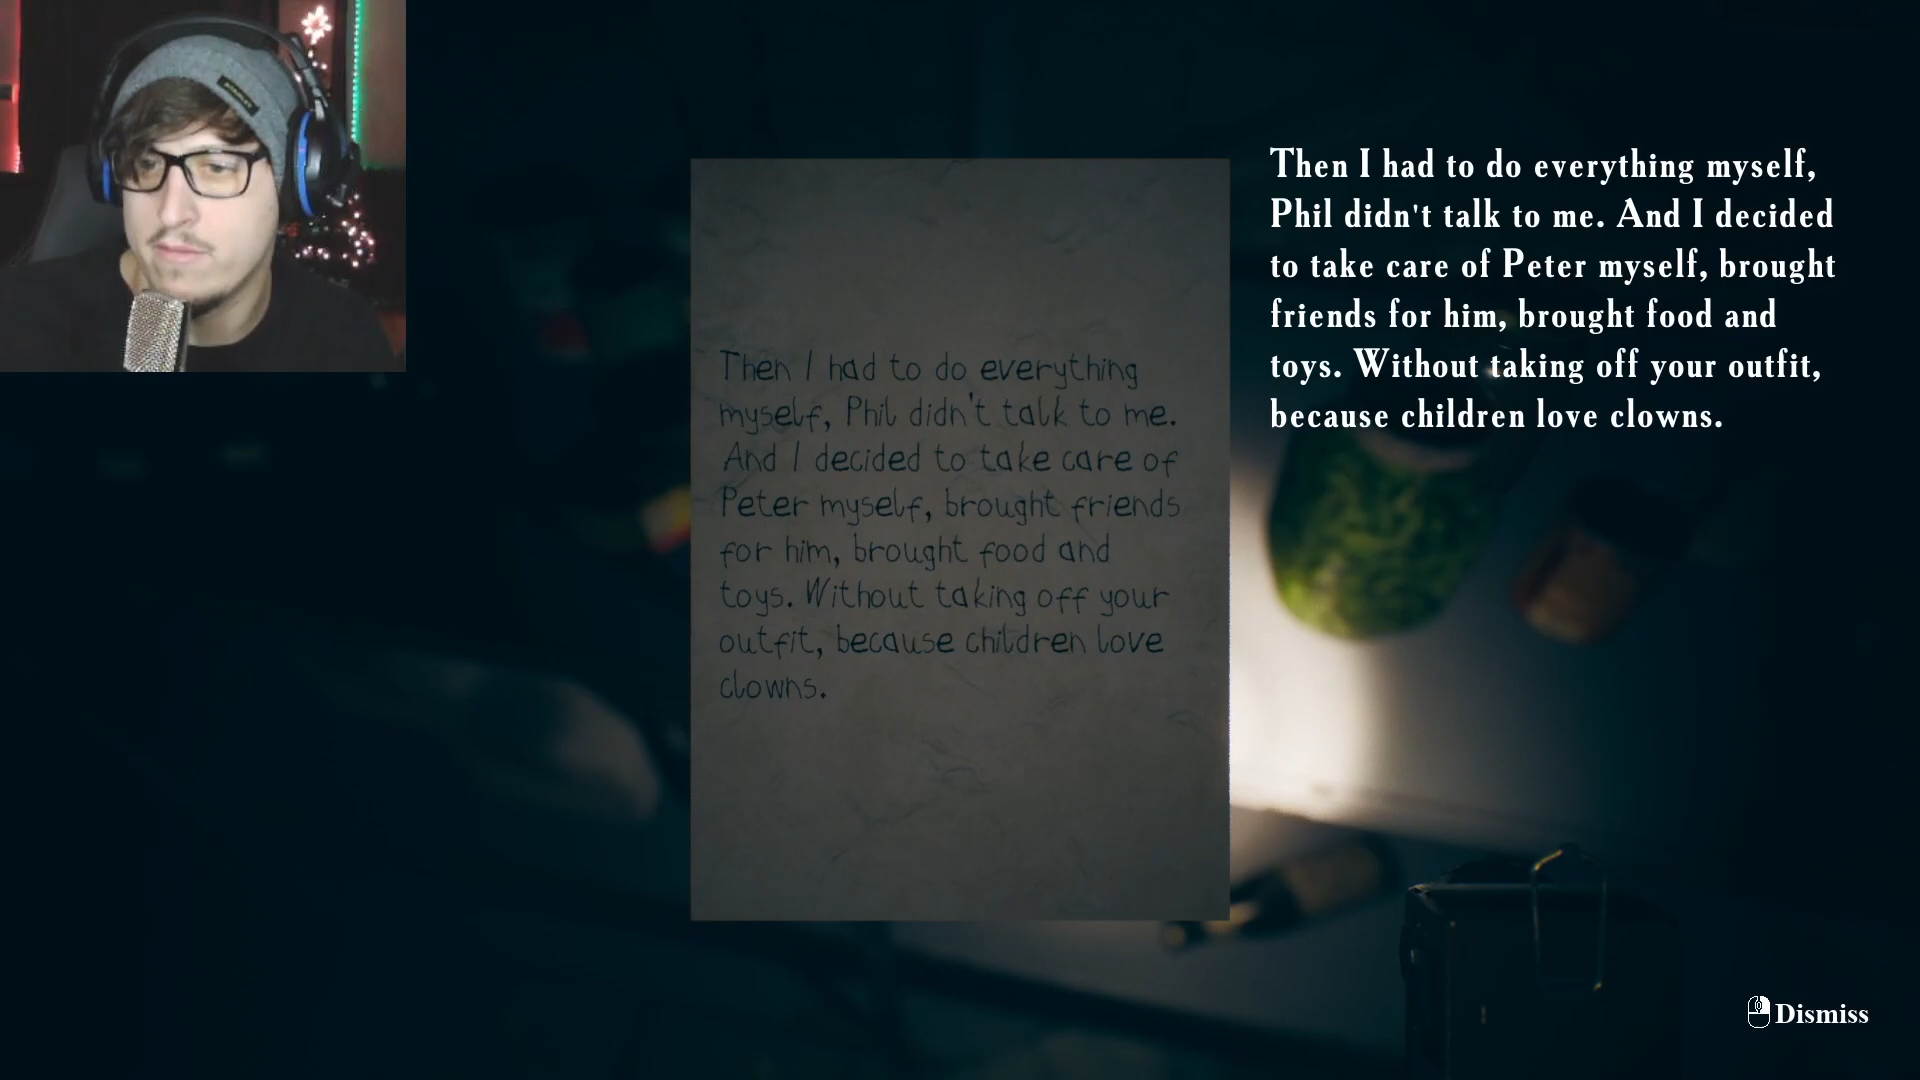 Then I had to do everything
myself, Phil didn't talk to me.
And I decided to take care of
Peter myself, brought friends
for him, brought food and
toys. Without taking off your
outfit, because children love
clowns.
Then I had to do everything myself,
Phil didn't talk to me. And I decided
to take care of Peter myself, brought
friends for him, brought food and
toys. Without taking off your outfit,
because children love clowns.
Dismiss